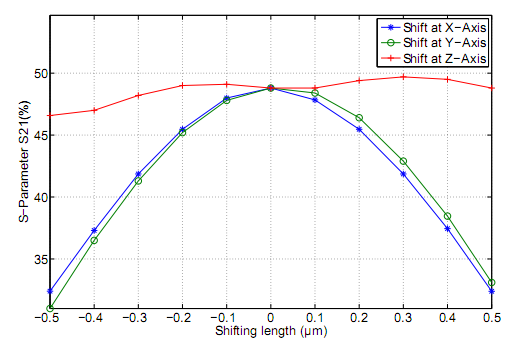 Shift at X−Axis
Shift at Y−Axis
Shift at Z−Axis
S−Parameter S21(%)
50
45
40
35
−0.5 −0.4 −0.3 −0.2 −0.1 0 0.1 0.2 0.3 0.4 0.5
Shifting length (μm)